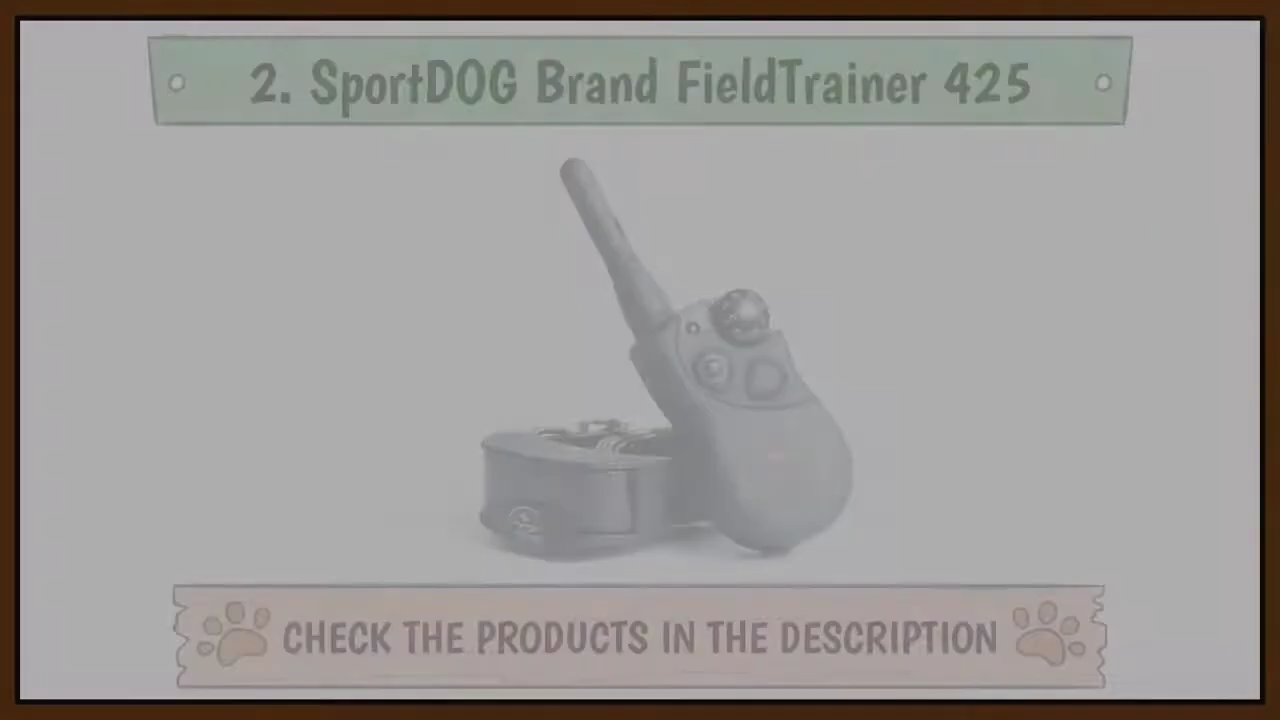 2. SportDOG Brand FieldTrainer 425
CHECK THE PRODUCTS IN THE DESCRIPTION